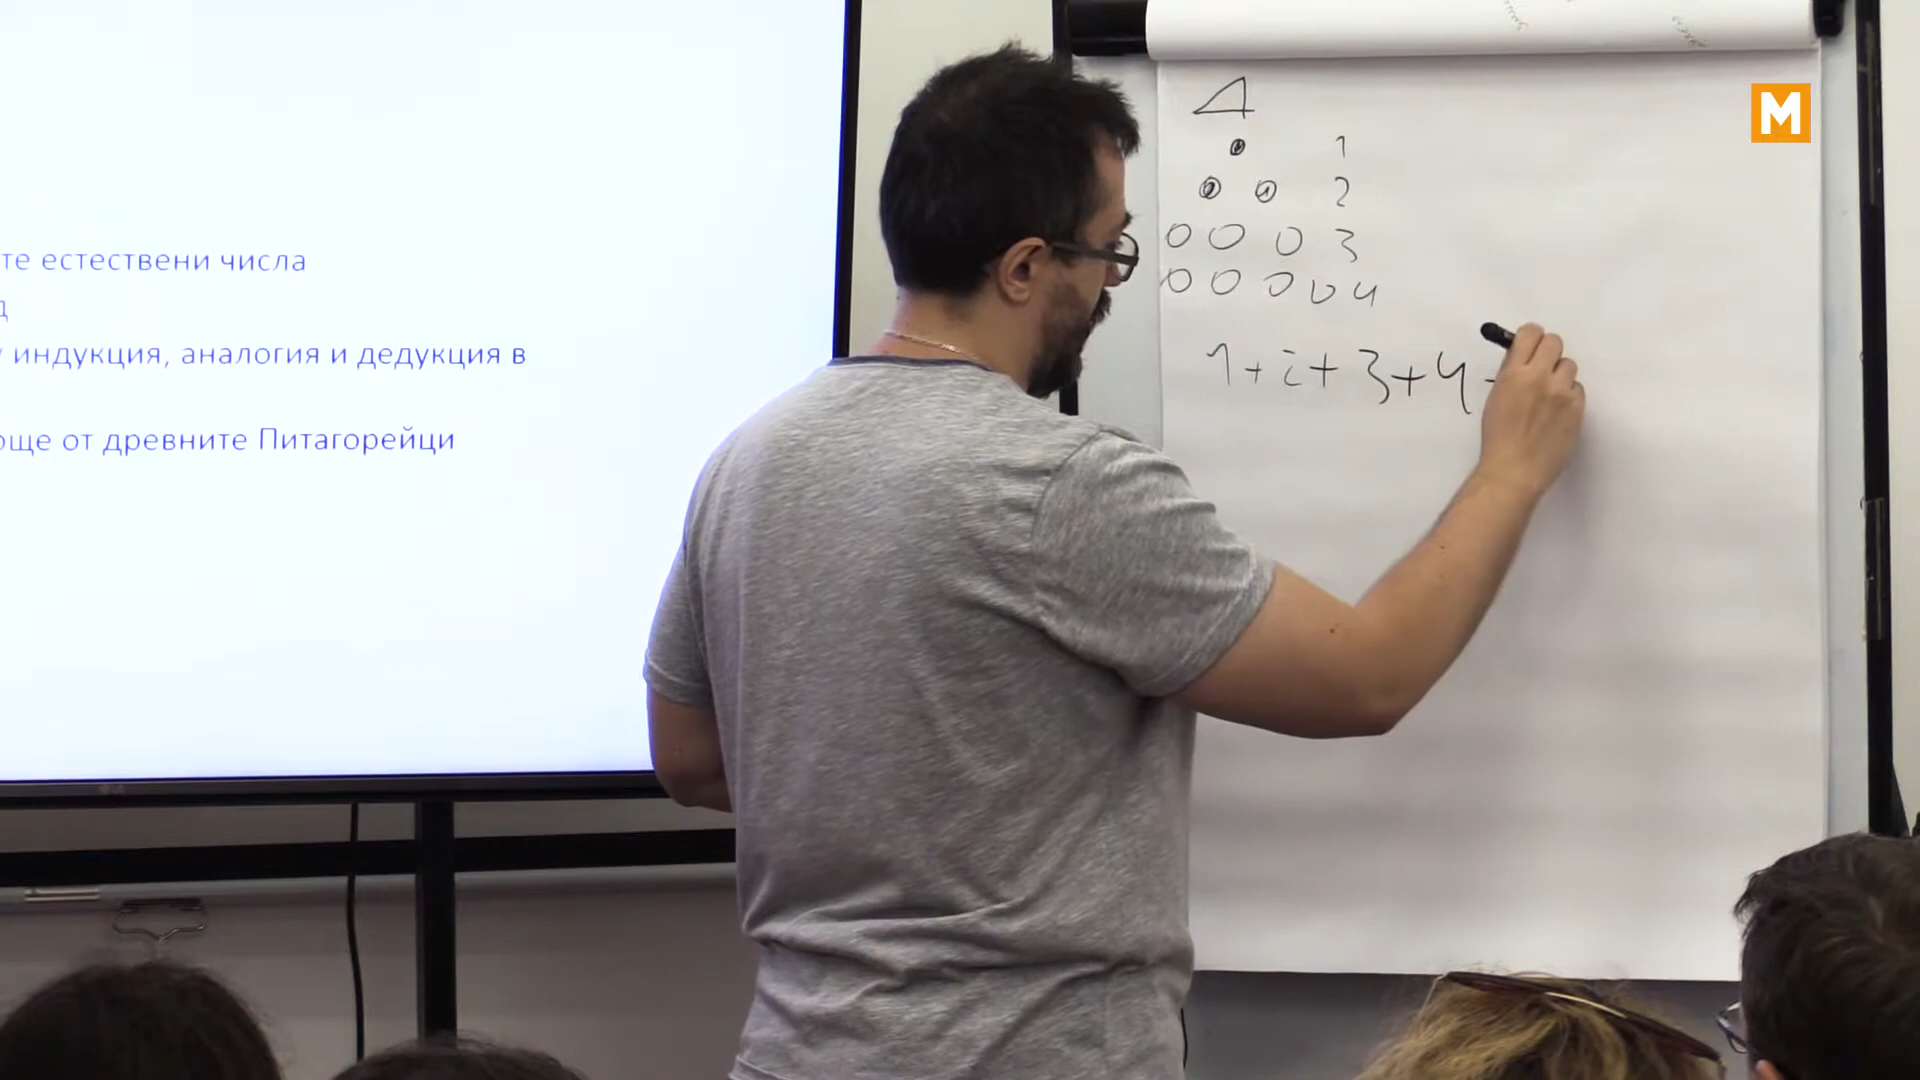 те естествени числа
д
у индукция, аналогия и дедукция в
още от древните Питагорейци
M
1
2
3
4
1+2+3+4